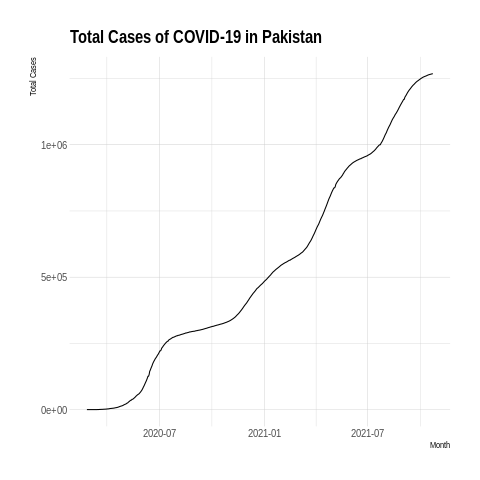 Total Cases of COVID-19 in Pakistan
Total Cases
1e+06
5e+05
0e+00
2020-07 2021-01 2021-07
Month